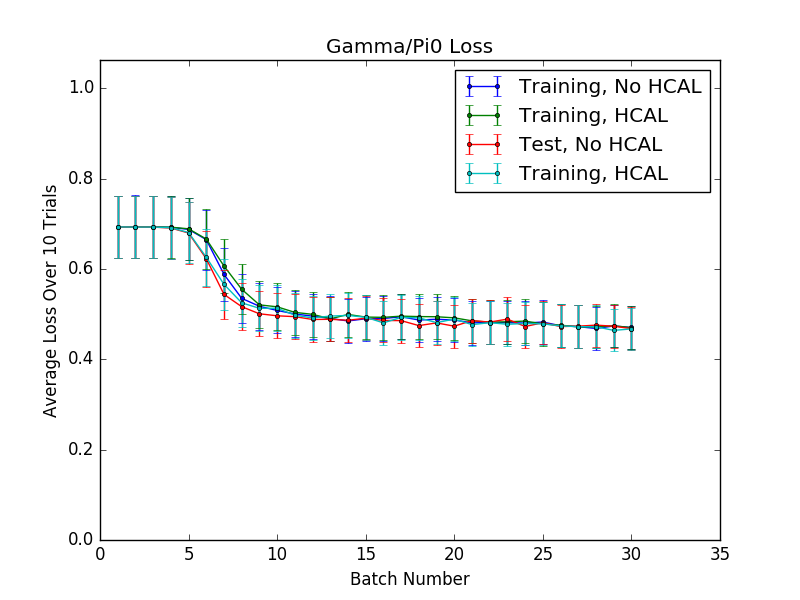 Gamma/Pi0 Loss
Training, No HCAL
Training, HCAL
Test, No HCAL
Training, HCAL
Average Loss Over 10 Trials
1.0
0.8
0.6
0.4
0.2
0.0
0 5 10 15 20 25 30 35
Batch Number